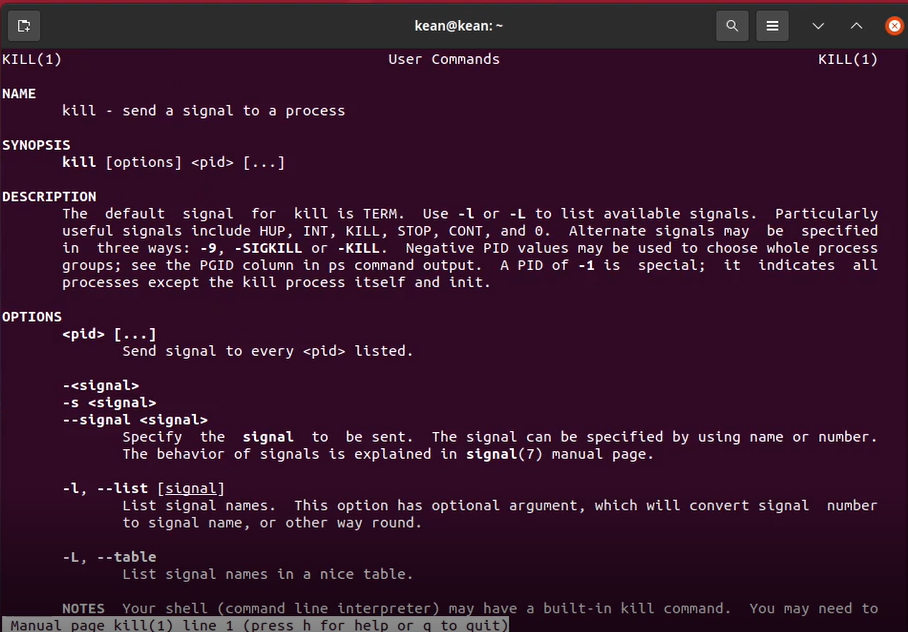 kean@kean: ~
KILL(1) User Commands KILL(1)
NAME
kill - send a signal to a process
SYNOPSIS
kill [options] <pid> [...]
DESCRIPTION
The default signal for kill is TERM. Use -l or -L to list available signals. Particularly
useful signals include HUP, INT, KILL, STOP, CONT, and 0. Alternate signals may be specified
in three ways: -9, -SIGKILL or -KILL. Negative PID values may be used to choose whole process
groups; see the PGID column in ps command output. A PID of -1 is special; it indicates all
processes except the kill process itself and init.
OPTIONS
<pid> [...]
Send signal to every <pid> listed.
-<signal>
-s <signal>
--signal <signal>
Specify the signal to be sent. The signal can be specified by using name or number.
The behavior of signals is explained in signal(7) manual page.
-l, --list [signal]
List signal names. This option has optional argument, which will convert signal number
to signal name, or other way round.
-L, --table
List signal names in a nice table.
NOTES Your shell (command line interpreter) may have a built-in kill command. You may need to
Manual page kill(1) line 1 (press h for help or q to quit)